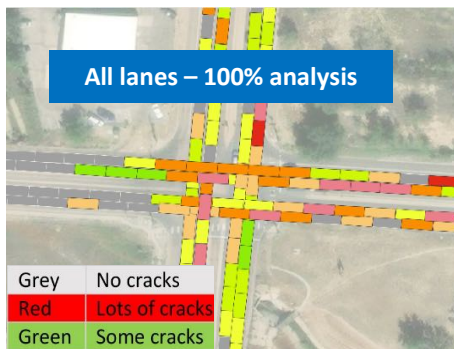 All lanes – 100% analysis
Grey No cracks
Red Lots of cracks
Green Some cracks